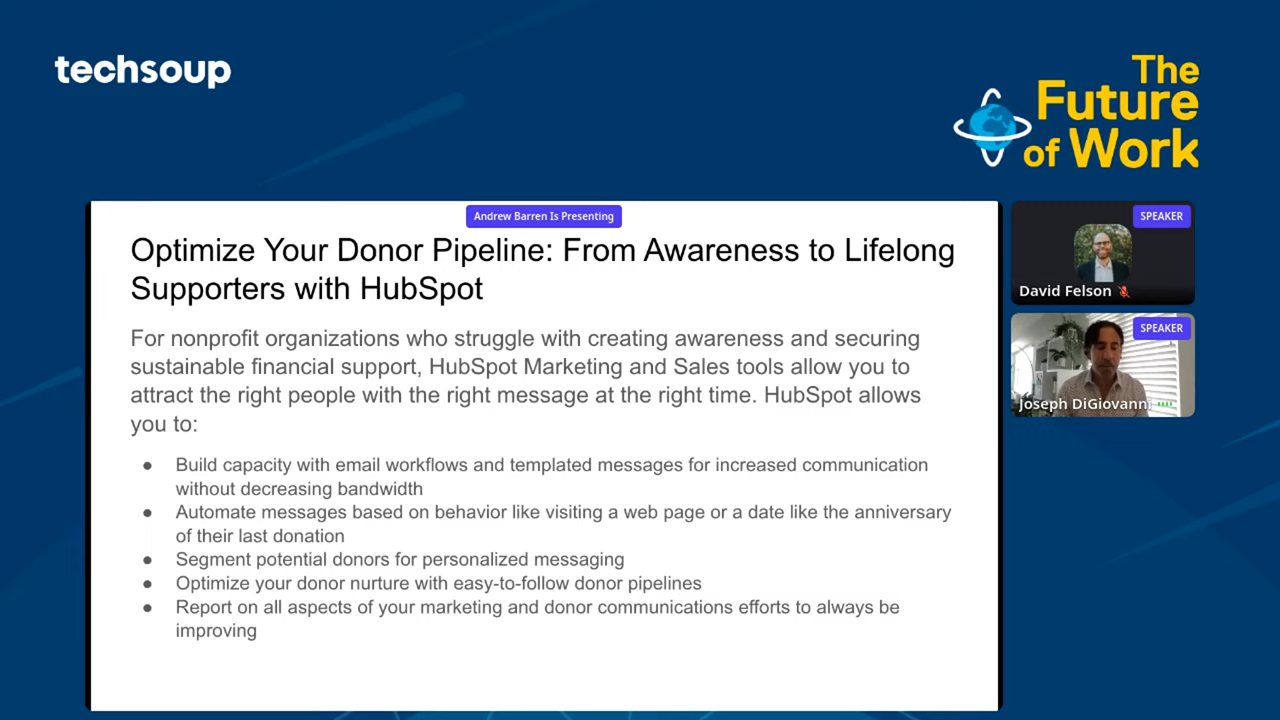 techsoup
The
Future
of Work
Andrew Barren Is Presenting
Optimize Your Donor Pipeline: From Awareness to Lifelong
Supporters with HubSpot
For nonprofit organizations who struggle with creating awareness and securing
sustainable financial support, HubSpot Marketing and Sales tools allow you to
attract the right people with the right message at the right time. HubSpot allows
you to:
● Build capacity with email workflows and templated messages for increased communication
without decreasing bandwidth
● Automate messages based on behavior like visiting a web page or a date like the anniversary
of their last donation
● Segment potential donors for personalized messaging
● Optimize your donor nurture with easy-to-follow donor pipelines
● Report on all aspects of your marketing and donor communications efforts to always be
improving
SPEAKER
David Felson
SPEAKER
Joseph DiGiovanni